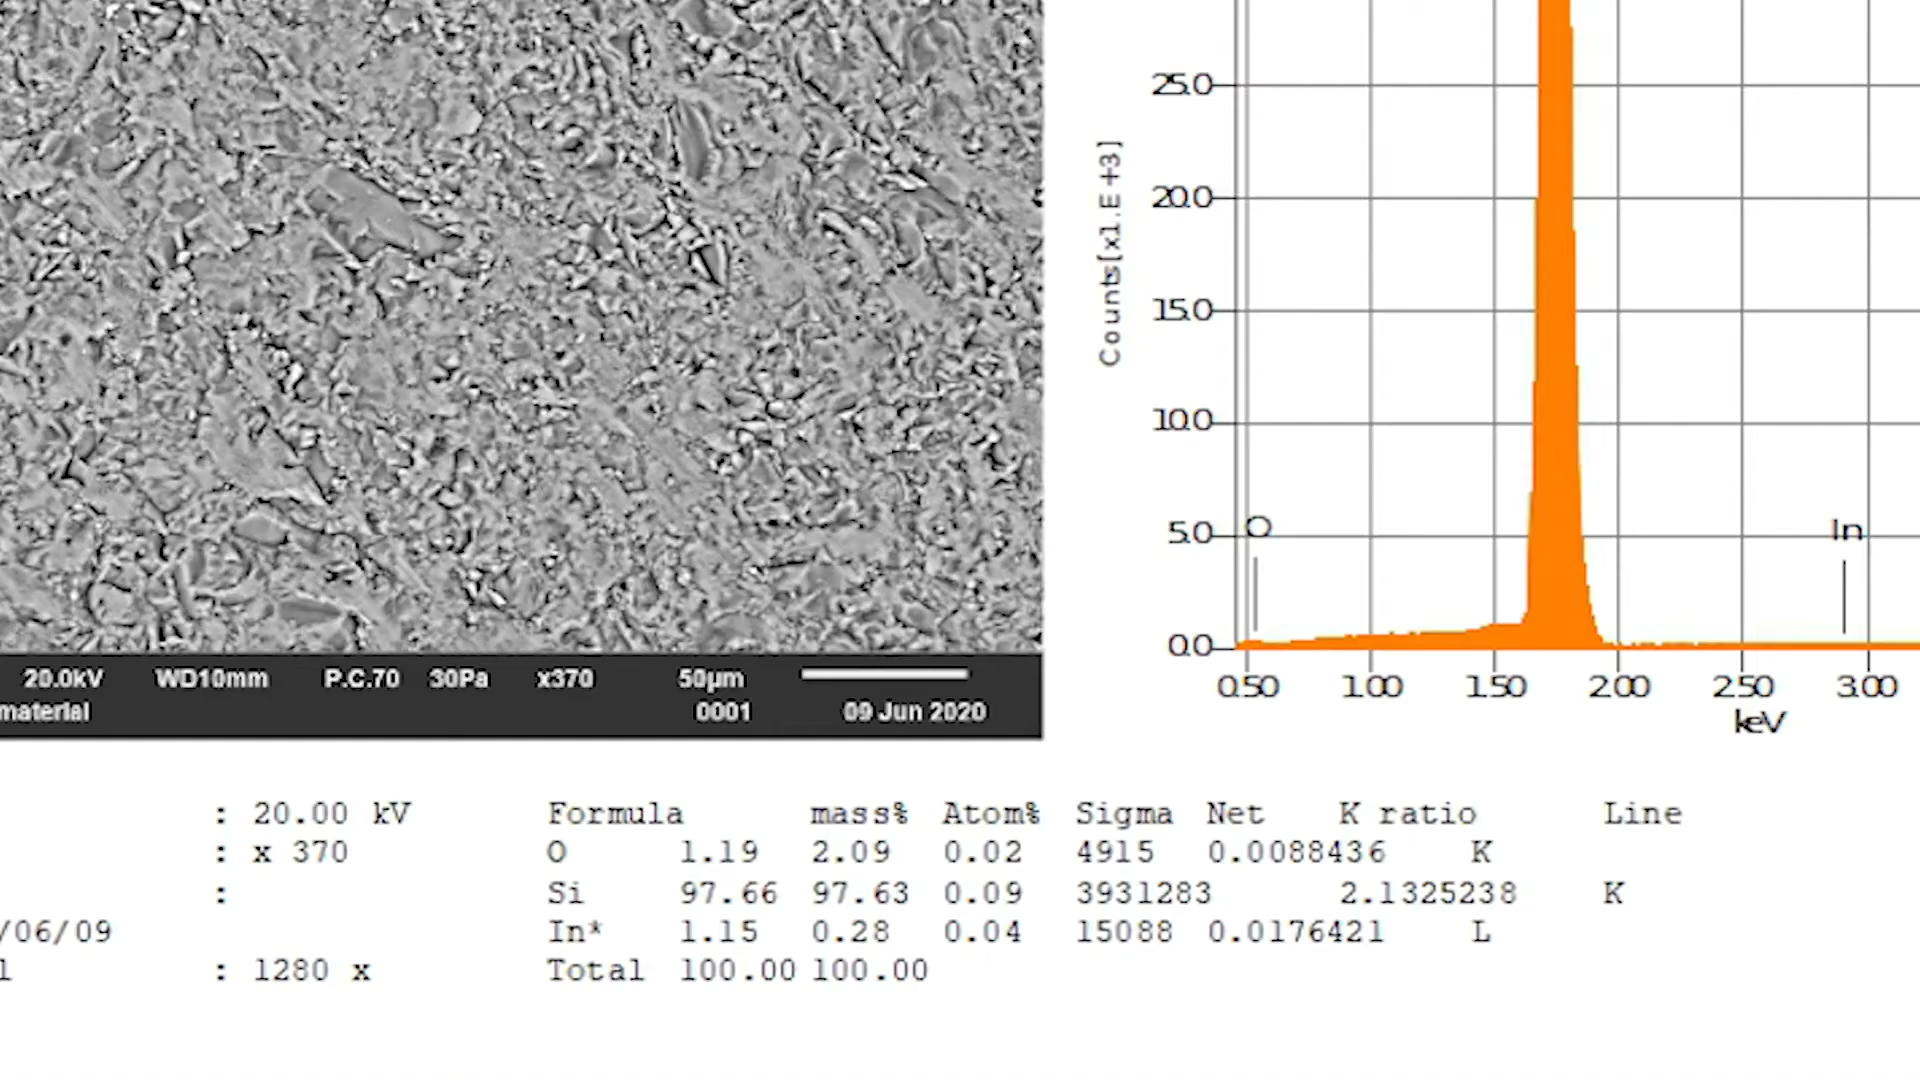 20.0kV WD10mm P.C.70 30Pa x370 50µm
material 0001 09 Jun 2020
Counts[x1.E+3]
25.0
20.0
15.0
10.0
5.0
0.0
O
In
0.50 1.00 1.50 2.00 2.50 3.00
keV
: 20.00 kV Formula mass% Atom% Sigma Net K ratio Line
: x 370 O 1.19 2.09 0.02 4915 0.0088436 K
: Si 97.66 97.63 0.09 3931283 2.1325238 K
/06/09 In* 1.15 0.28 0.04 15088 0.0176421 L
l : 1280 x Total 100.00 100.00